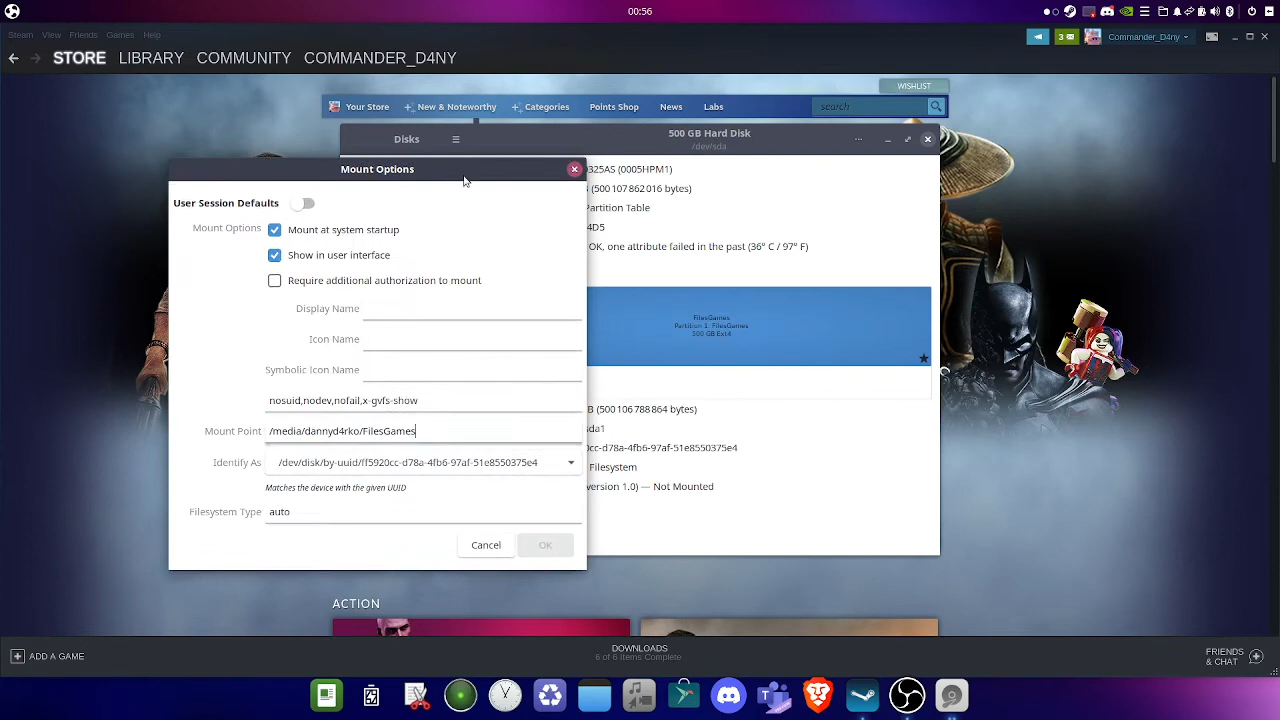 00:56
Steam View Friends Games Help
3 Commander_D4ny
STORE LIBRARY COMMUNITY COMMANDER_D4NY
WISHLIST
Your Store New & Noteworthy Categories Points Shop News Labs search
Disks 500 GB Hard Disk
/dev/sda
Mount Options
325AS (0005HPM1)
(500 107 862 016 bytes)
User Session Defaults
Partition Table
Mount Options
Mount at system startup
4D5
OK, one attribute failed in the past (36° C / 97° F)
Show in user interface
Require additional authorization to mount
Display Name
FilesGames
Partition 1: FilesGames
500 GB Ext4
Icon Name
Symbolic Icon Name
nosuid,nodev,nofail,x-gvfs-show
B (500 106 788 864 bytes)
Mount Point /media/dannyd4rko/FilesGames
sda1
ff5920cc-d78a-4fb6-97af-51e8550375e4
Identify As /dev/disk/by-uuid/ff5920cc-d78a-4fb6-97af-51e8550375e4
Filesystem
Matches the device with the given UUID
(version 1.0) — Not Mounted
Filesystem Type auto
Cancel OK
ACTION
ADD A GAME
DOWNLOADS
6 of 6 Items Complete
FRIENDS
& CHAT